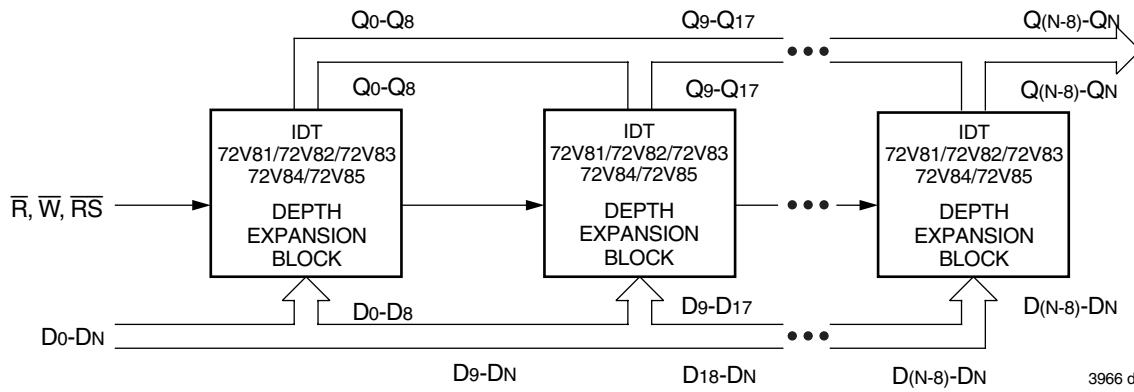 Q0-Q8 Q9-Q17 Q(N-8)-QN
Q0-Q8 Q9-Q17 Q(N-8)-QN
IDT
72V81/72V82/72V83
72V84/72V85
DEPTH
EXPANSION
BLOCK
IDT
72V81/72V82/72V83
72V84/72V85
DEPTH
EXPANSION
BLOCK
IDT
72V81/72V82/72V83
72V84/72V85
DEPTH
EXPANSION
BLOCK
R̅, W̅, R̅S̅
D0-D8 D9-D17 D(N-8)-DN
D0-DN
D9-DN D18-DN D(N-8)-DN
3966 d